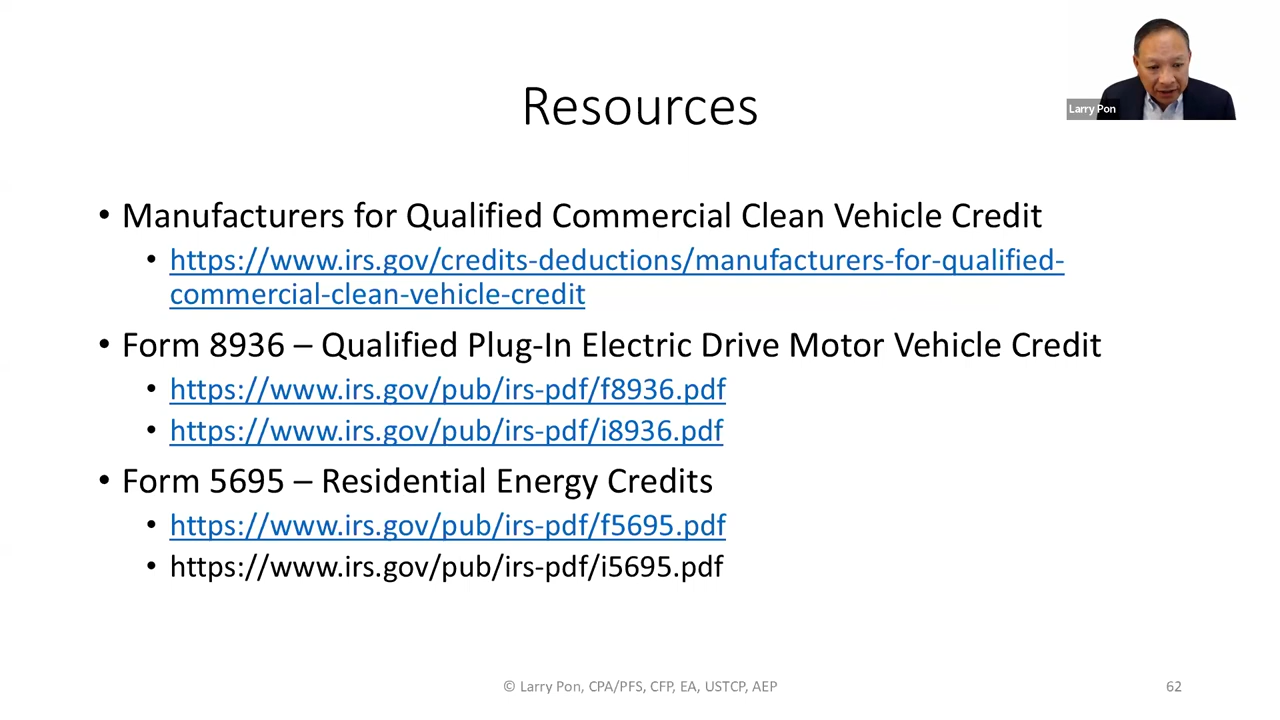 Larry Pon
Resources
• Manufacturers for Qualified Commercial Clean Vehicle Credit
• https://www.irs.gov/credits-deductions/manufacturers-for-qualified-
commercial-clean-vehicle-credit
• Form 8936 – Qualified Plug-In Electric Drive Motor Vehicle Credit
• https://www.irs.gov/pub/irs-pdf/f8936.pdf
• https://www.irs.gov/pub/irs-pdf/i8936.pdf
• Form 5695 – Residential Energy Credits
• https://www.irs.gov/pub/irs-pdf/f5695.pdf
• https://www.irs.gov/pub/irs-pdf/i5695.pdf
© Larry Pon, CPA/PFS, CFP, EA, USTCP, AEP
62